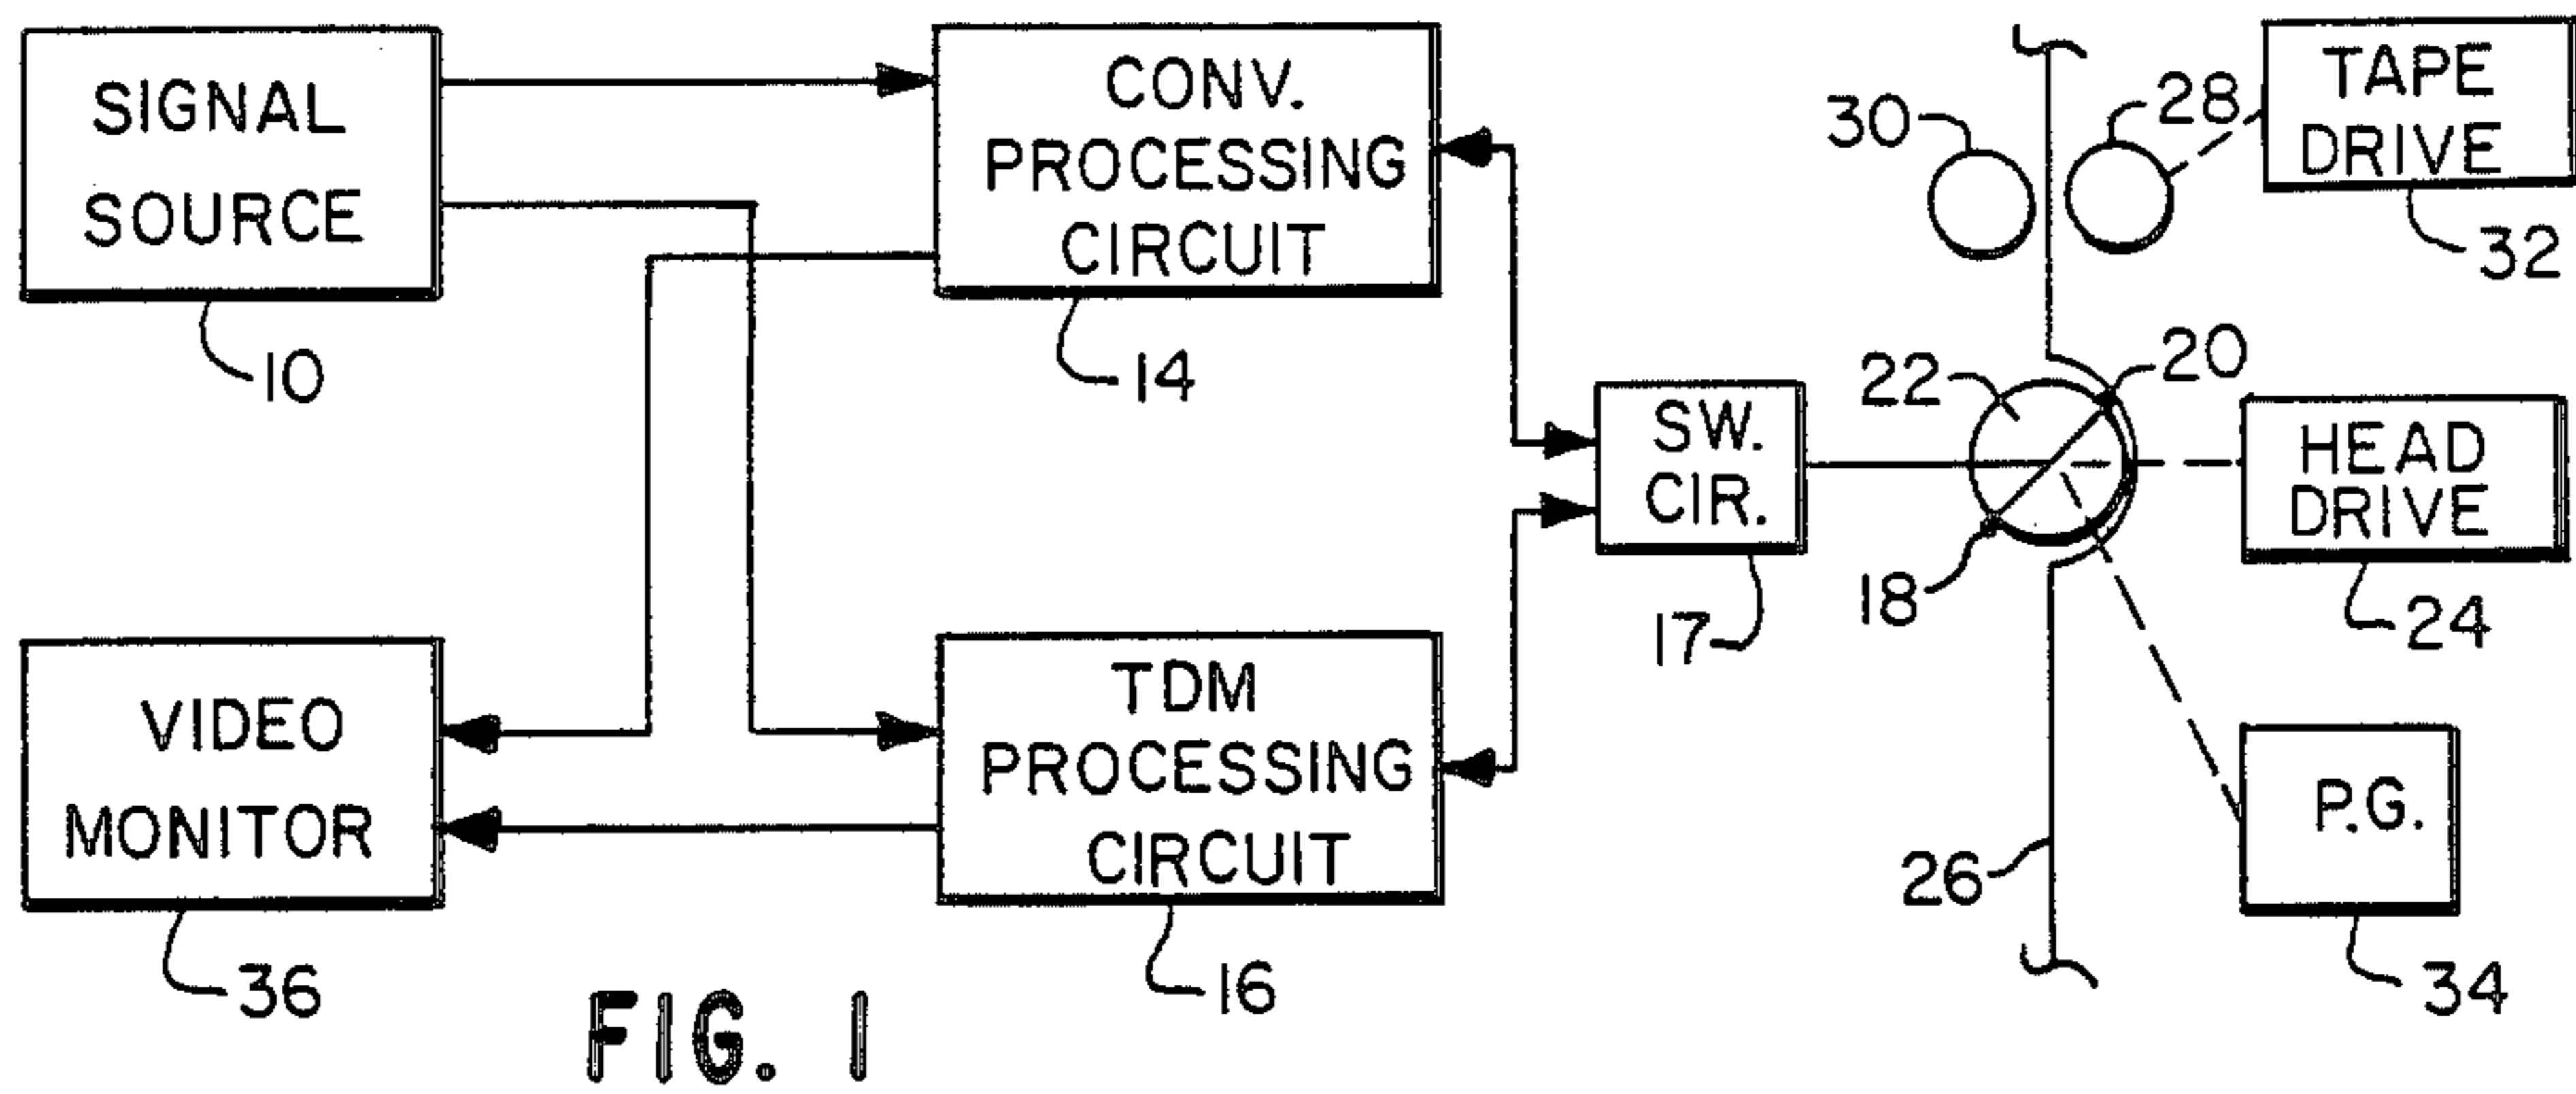 SIGNAL
SOURCE
10
CONV.
PROCESSING
CIRCUIT
14
30
28
TAPE
DRIVE
32
SW.
CIR.
17
22
20
18
HEAD
DRIVE
24
VIDEO
MONITOR
36
TDM
PROCESSING
CIRCUIT
16
26
P.G.
34
FIG. 1